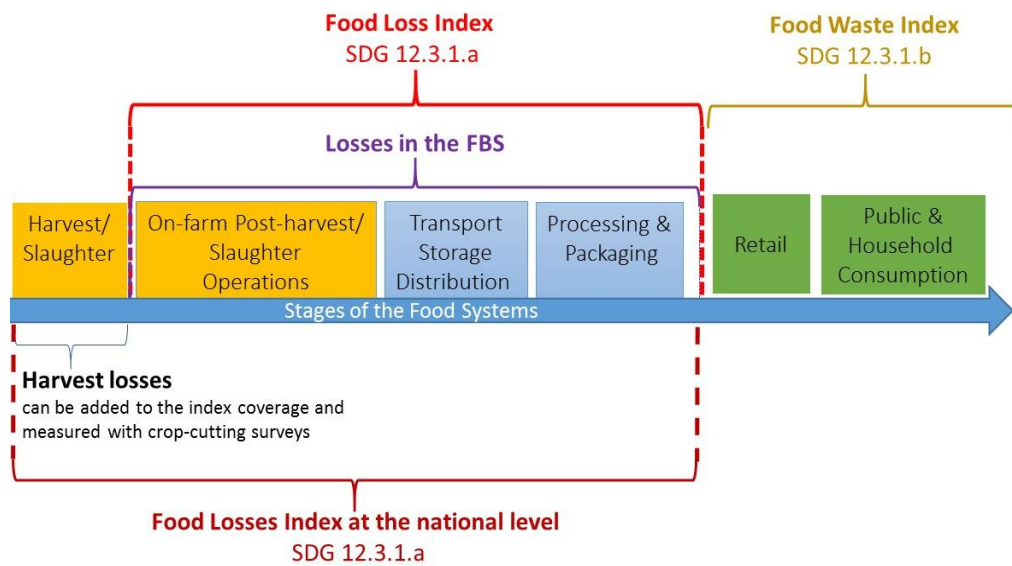 Food Loss Index
SDG 12.3.1.a
Food Waste Index
SDG 12.3.1.b
Losses in the FBS
Harvest/
Slaughter
On-farm Post-harvest/
Slaughter
Operations
Transport
Storage
Distribution
Processing &
Packaging
Retail
Public &
Household
Consumption
Stages of the Food Systems
Harvest losses
can be added to the index coverage and
measured with crop-cutting surveys
Food Losses Index at the national level
SDG 12.3.1.a